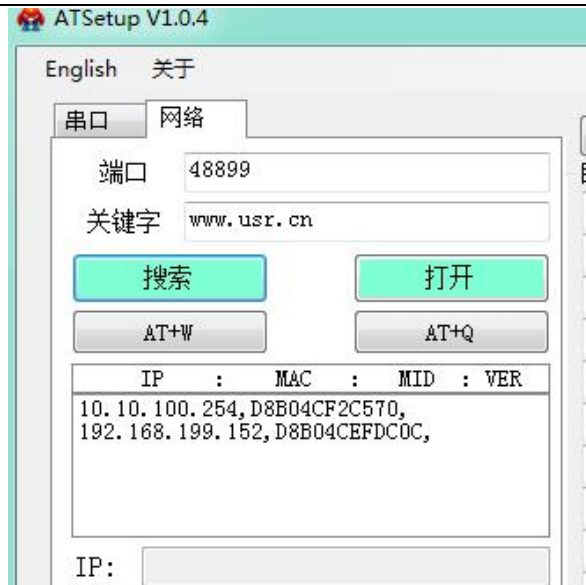 ATSetup V1.0.4
English 关于
串口 网络
端口 48899
关键字 www.usr.cn
搜索 打开
AT+W AT+Q
IP : MAC : MID : VER
10.10.100.254,D8B04CF2C570,
192.168.199.152,D8B04CEFDC0C,
IP: